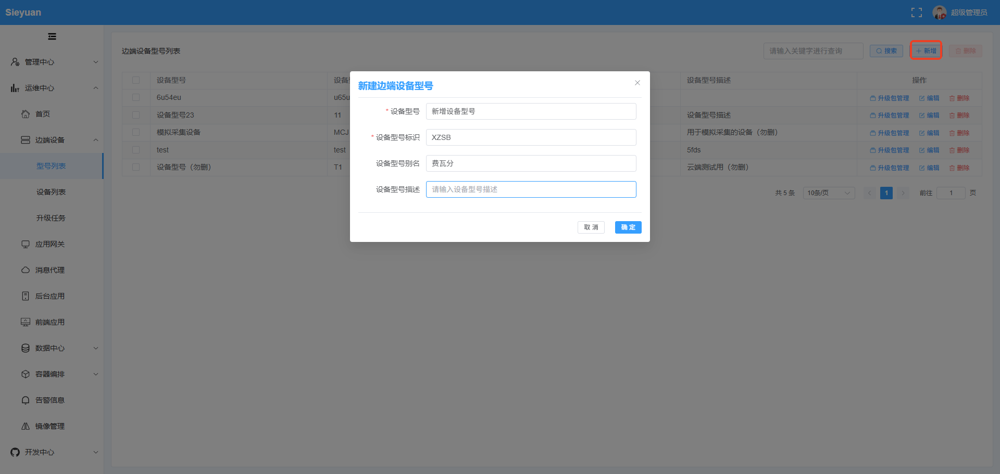 Sieyuan
超级管理员
管理中心
运维中心
首页
边端设备
型号列表
设备列表
升级任务
应用网关
消息代理
后台应用
前端应用
数据中心
容器编排
告警信息
镜像管理
开发中心
边端设备型号列表
请输入关键字进行查询 搜索 新增 删除
设备型号 设备 设备型号描述 操作
6u54eu u65u 升级包管理 编辑 删除
设备型号23 11 设备型号描述 升级包管理 编辑 删除
模拟采集设备 MCJ 用于模拟采集的设备（勿删） 升级包管理 编辑 删除
test test 5fds 升级包管理 编辑 删除
设备型号（勿删） T1 云端测试用（勿删） 升级包管理 编辑 删除
共 5 条 10条/页 1 前往 1 页
新建边端设备型号
* 设备型号 新增设备型号
* 设备型号标识 XZSB
设备型号别名 费瓦分
设备型号描述 请输入设备型号描述
取 消 确 定